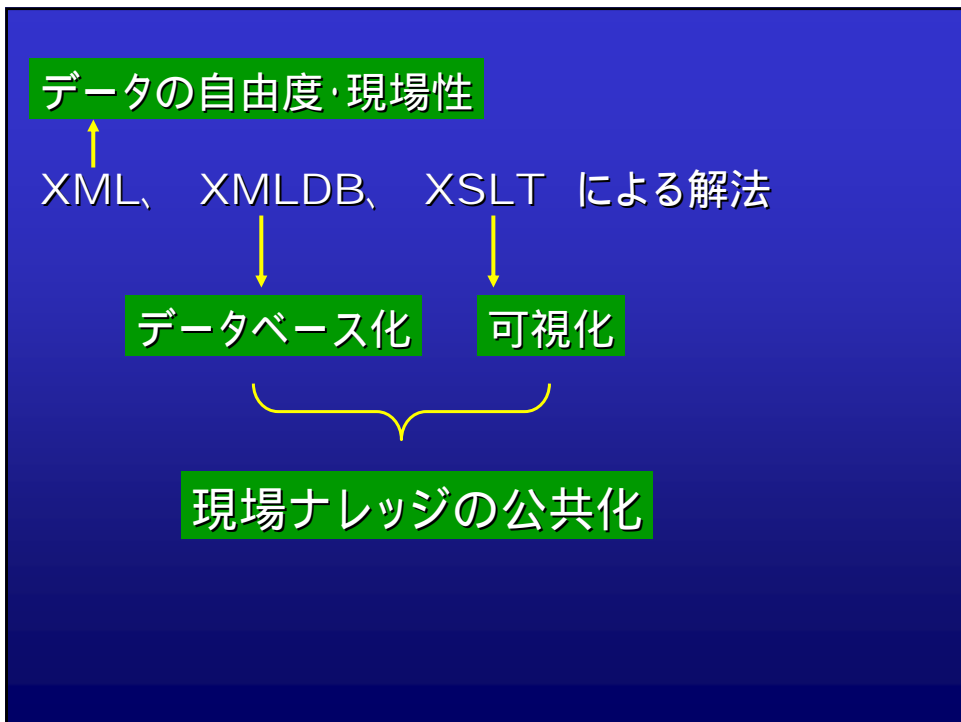 データの自由度・現場性
XML、 XMLDB、 XSLT による解法
データベース化 可視化
現場ナレッジの公共化